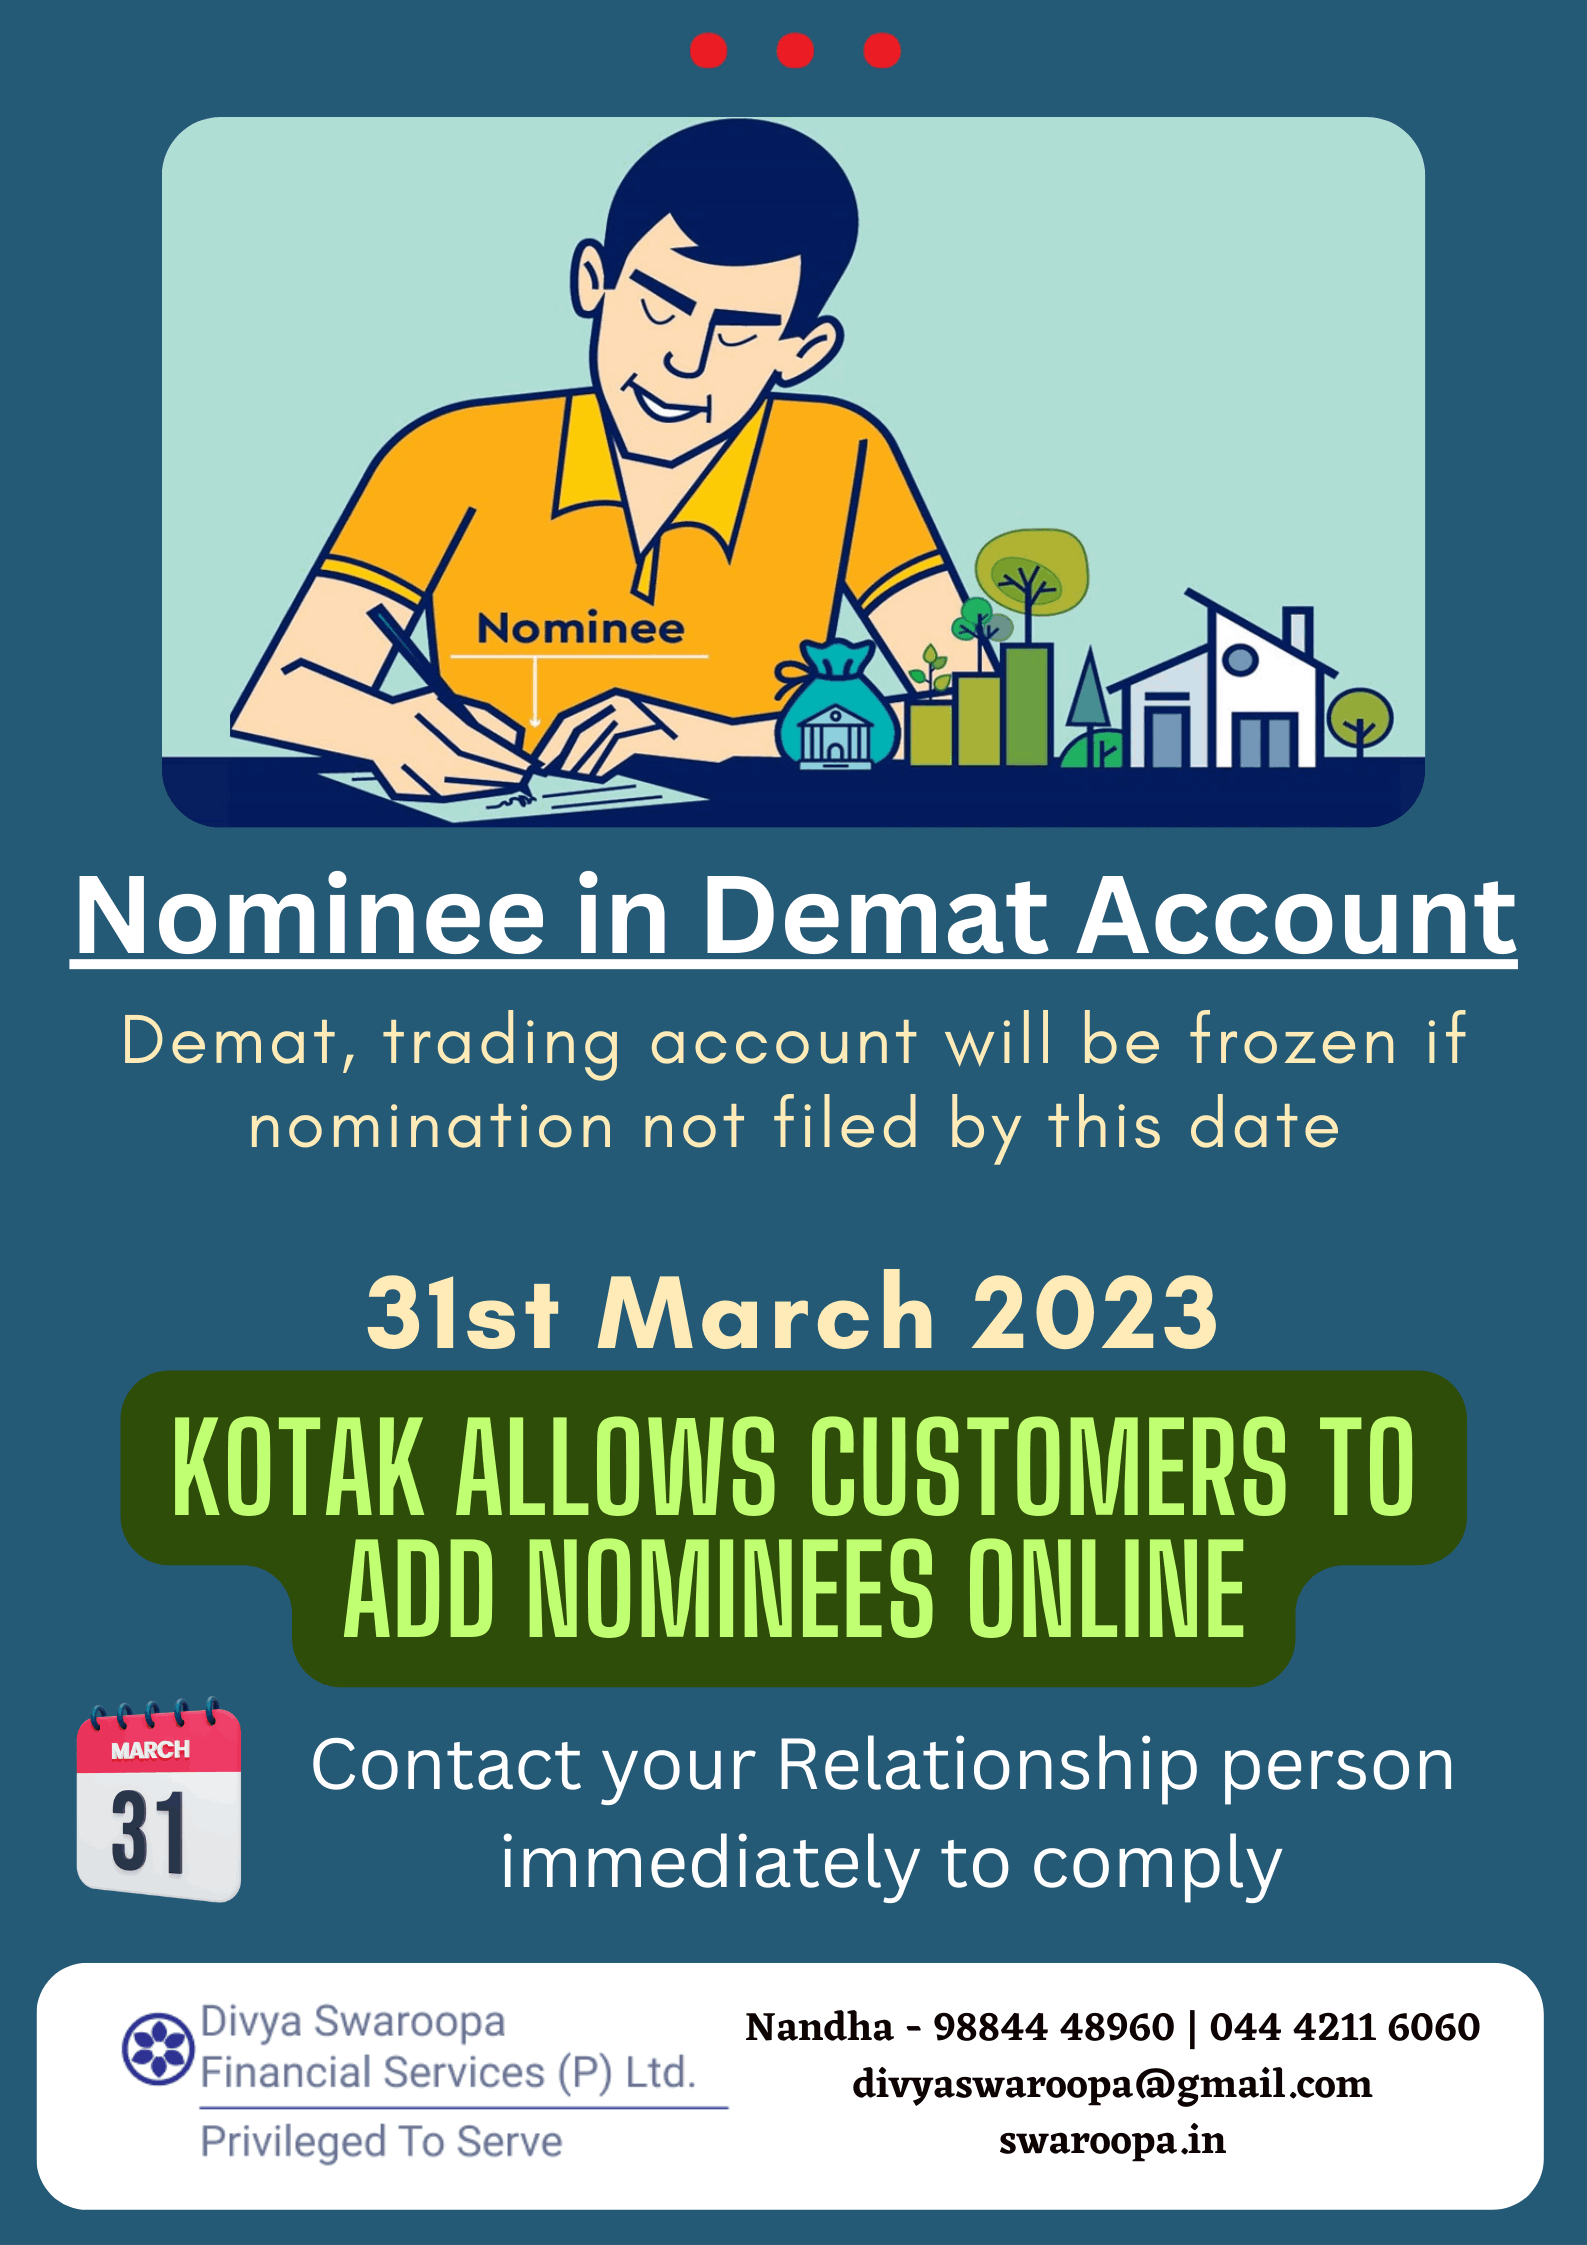 Nominee
Nominee in Demat Account
Demat, trading account will be frozen if
nomination not filed by this date
31st March 2023
KOTAK ALLOWS CUSTOMERS TO
ADD NOMINEES ONLINE
MARCH
31
Contact your Relationship person
immediately to comply
Divya Swaroopa
Financial Services (P) Ltd.
Privileged To Serve
Nandha - 98844 48960 | 044 4211 6060
divyaswaroopa@gmail.com
swaroopa.in